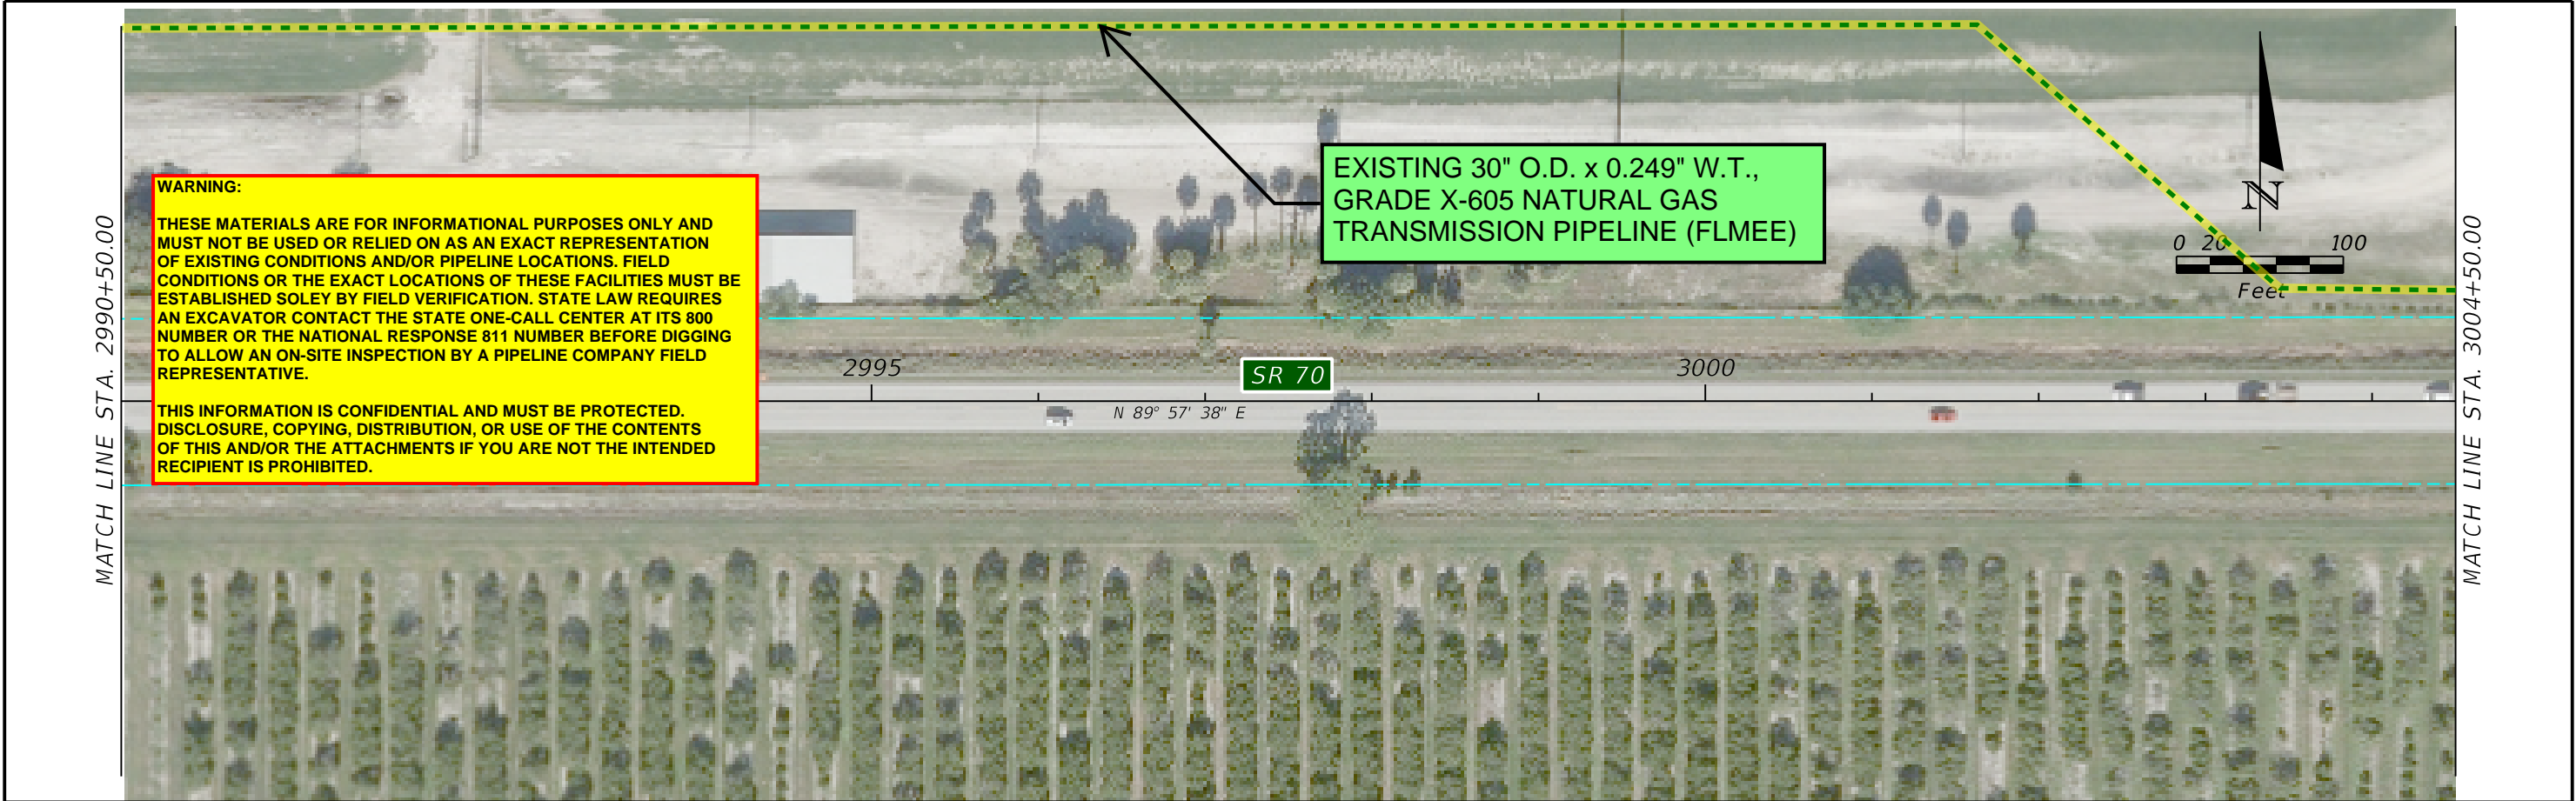 EXISTING 30" O.D. x 0.249" W.T.,
GRADE X-605 NATURAL GAS
TRANSMISSION PIPELINE (FLMEE)
WARNING:
THESE MATERIALS ARE FOR INFORMATIONAL PURPOSES ONLY AND
MUST NOT BE USED OR RELIED ON AS AN EXACT REPRESENTATION
OF EXISTING CONDITIONS AND/OR PIPELINE LOCATIONS. FIELD
CONDITIONS OR THE EXACT LOCATIONS OF THESE FACILITIES MUST BE
ESTABLISHED SOLEY BY FIELD VERIFICATION. STATE LAW REQUIRES
AN EXCAVATOR CONTACT THE STATE ONE-CALL CENTER AT ITS 800
NUMBER OR THE NATIONAL RESPONSE 811 NUMBER BEFORE DIGGING
TO ALLOW AN ON-SITE INSPECTION BY A PIPELINE COMPANY FIELD
REPRESENTATIVE.
THIS INFORMATION IS CONFIDENTIAL AND MUST BE PROTECTED.
DISCLOSURE, COPYING, DISTRIBUTION, OR USE OF THE CONTENTS
OF THIS AND/OR THE ATTACHMENTS IF YOU ARE NOT THE INTENDED
RECIPIENT IS PROHIBITED.
N
0 20 100
Feet
MATCH LINE STA. 2990+50.00
2995
SR 70
3000
N 89° 57' 38" E
MATCH LINE STA. 3004+50.00